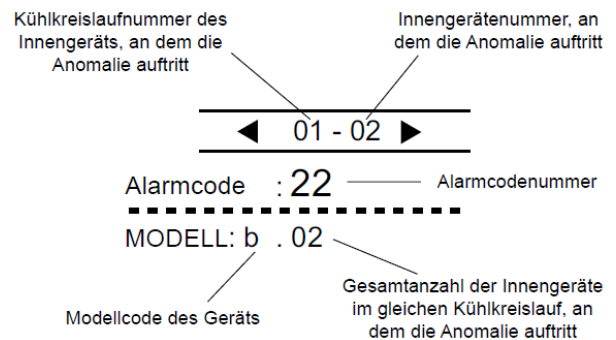 Kühlkreislaufnummer des
Innengeräts, an dem die
Anomalie auftritt
Innengerätenummer, an
dem die Anomalie auftritt
◀ 01 - 02 ▶
Alarmcode : 22
Alarmcodenummer
MODELL: b . 02
Modellcode des Geräts
Gesamtanzahl der Innengeräte
im gleichen Kühlkreislauf, an
dem die Anomalie auftritt